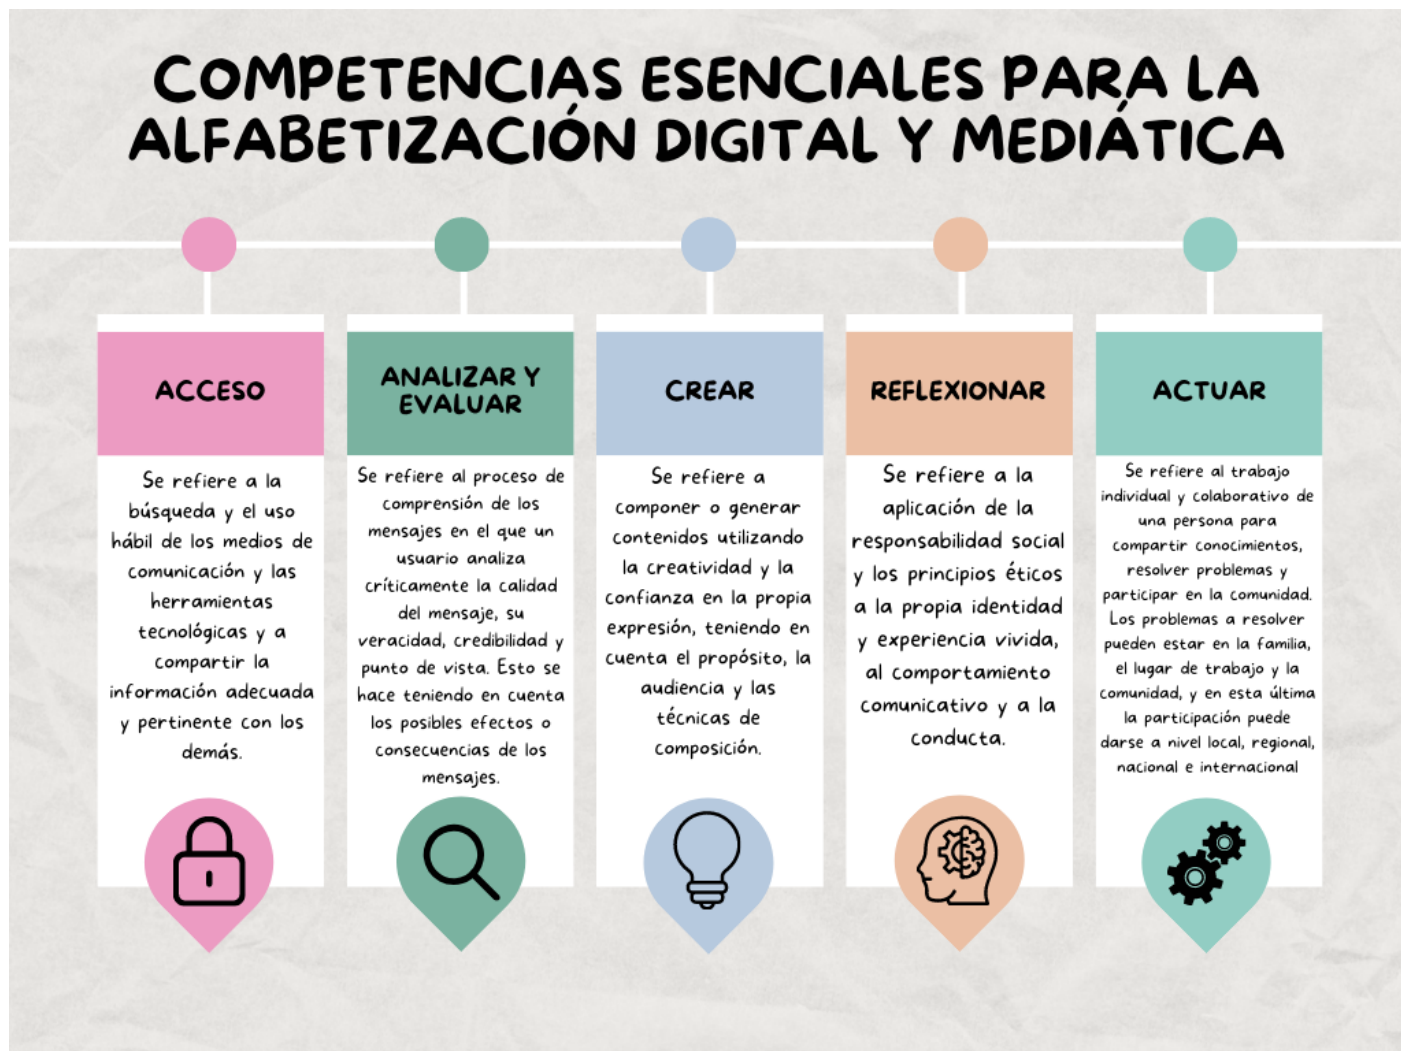 COMPETENCIAS ESENCIALES PARA LA
ALFABETIZACIÓN DIGITAL Y MEDIÁTICA
ACCESO
Se refiere a la
búsqueda y el uso
hábil de los medios de
comunicación y las
herramientas
tecnológicas y a
compartir la
información adecuada
y pertinente con los
demás.
ANALIZAR Y
EVALUAR
Se refiere al proceso de
comprensión de los
mensajes en el que un
usuario analiza
críticamente la calidad
del mensaje, su
veracidad, credibilidad y
punto de vista. Esto se
hace teniendo en cuenta
los posibles efectos o
consecuencias de los
mensajes.
CREAR
Se refiere a
componer o generar
contenidos utilizando
la creatividad y la
confianza en la propia
expresión, teniendo en
cuenta el propósito, la
audiencia y las
técnicas de
composición.
REFLEXIONAR
Se refiere a la
aplicación de la
responsabilidad social
y los principios éticos
a la propia identidad
y experiencia vivida,
al comportamiento
comunicativo y a la
conducta.
ACTUAR
Se refiere al trabajo
individual y colaborativo de
una persona para
compartir conocimientos,
resolver problemas y
participar en la comunidad.
Los problemas a resolver
pueden estar en la familia,
el lugar de trabajo y la
comunidad, y en esta última
la participación puede
darse a nivel local, regional,
nacional e internacional